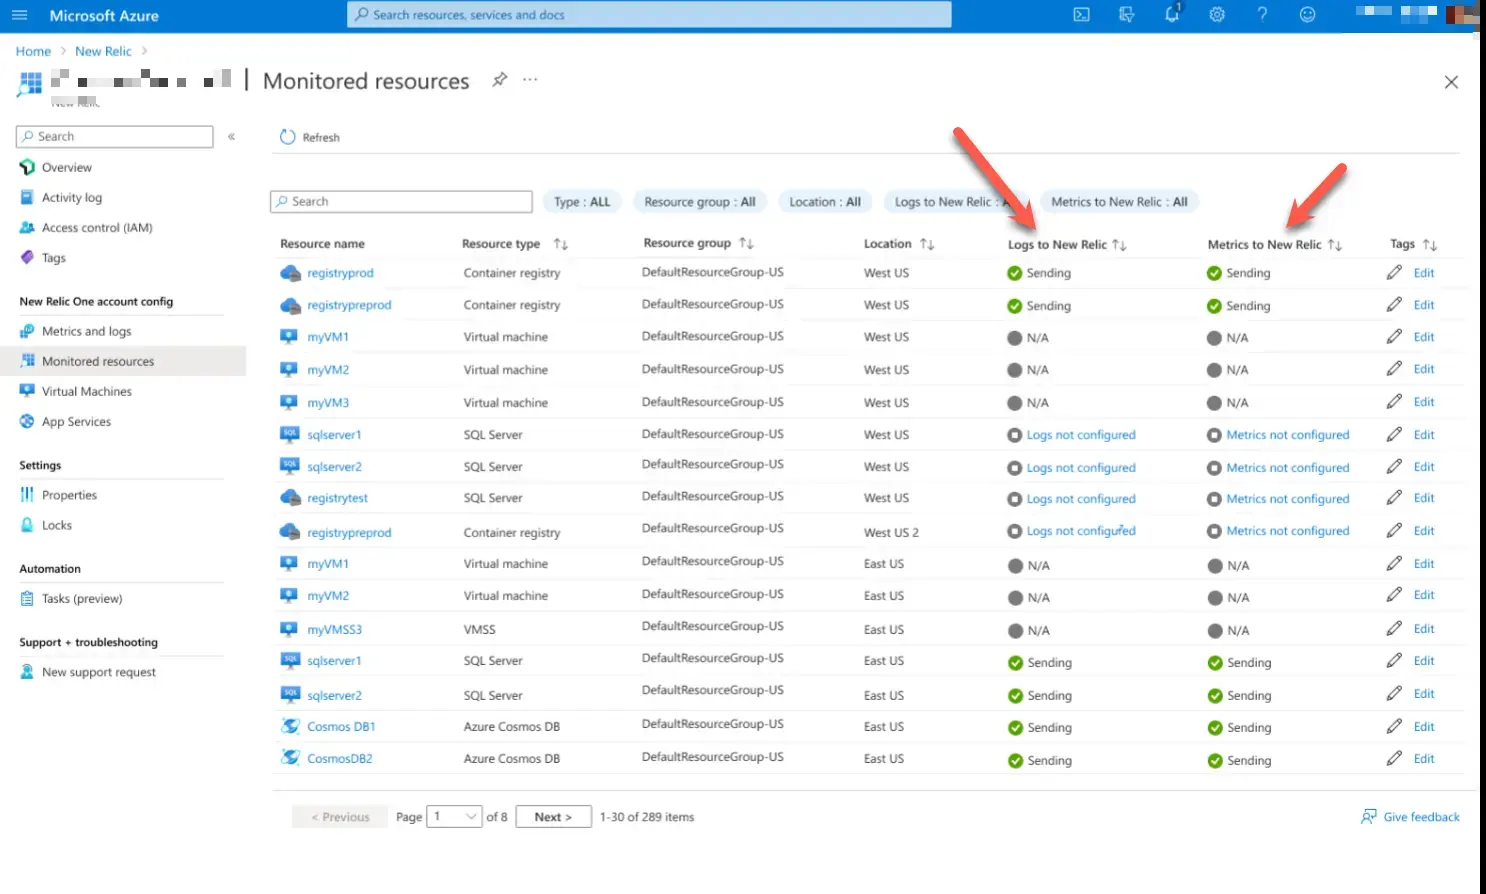 Microsoft Azure
Search resources, services and docs
1
Home > New Relic >
| Monitored resources ...
Search «
Overview
Activity log
Access control (IAM)
Tags
New Relic One account config
Metrics and logs
Monitored resources
Virtual Machines
App Services
Settings
Properties
Locks
Automation
Tasks (preview)
Support + troubleshooting
New support request
Refresh
Search Type : ALL Resource group : All Location : All Logs to New Relic : Metrics to New Relic : All
Resource name Resource type ↑↓ Resource group ↑↓ Location ↑↓ Logs to New Relic ↑↓ Metrics to New Relic ↑↓ Tags ↑↓
registryprod Container registry DefaultResourceGroup-US West US Sending Sending Edit
registrypreprod Container registry DefaultResourceGroup-US West US Sending Sending Edit
myVM1 Virtual machine DefaultResourceGroup-US West US N/A N/A Edit
myVM2 Virtual machine DefaultResourceGroup-US West US N/A N/A Edit
myVM3 Virtual machine DefaultResourceGroup-US West US N/A N/A Edit
SQL sqlserver1 SQL Server DefaultResourceGroup-US West US Logs not configured Metrics not configured Edit
SQL sqlserver2 SQL Server DefaultResourceGroup-US West US Logs not configured Metrics not configured Edit
registrytest SQL Server DefaultResourceGroup-US West US Logs not configured Metrics not configured Edit
registrypreprod Container registry DefaultResourceGroup-US West US 2 Logs not configured Metrics not configured Edit
myVM1 Virtual machine DefaultResourceGroup-US East US N/A N/A Edit
myVM2 Virtual machine DefaultResourceGroup-US East US N/A N/A Edit
myVMSS3 VMSS DefaultResourceGroup-US East US N/A N/A Edit
SQL sqlserver1 SQL Server DefaultResourceGroup-US East US Sending Sending Edit
SQL sqlserver2 SQL Server DefaultResourceGroup-US East US Sending Sending Edit
Cosmos DB1 Azure Cosmos DB DefaultResourceGroup-US East US Sending Sending Edit
CosmosDB2 Azure Cosmos DB DefaultResourceGroup-US East US Sending Sending Edit
< Previous Page 1 of 8 Next > 1-30 of 289 items Give feedback